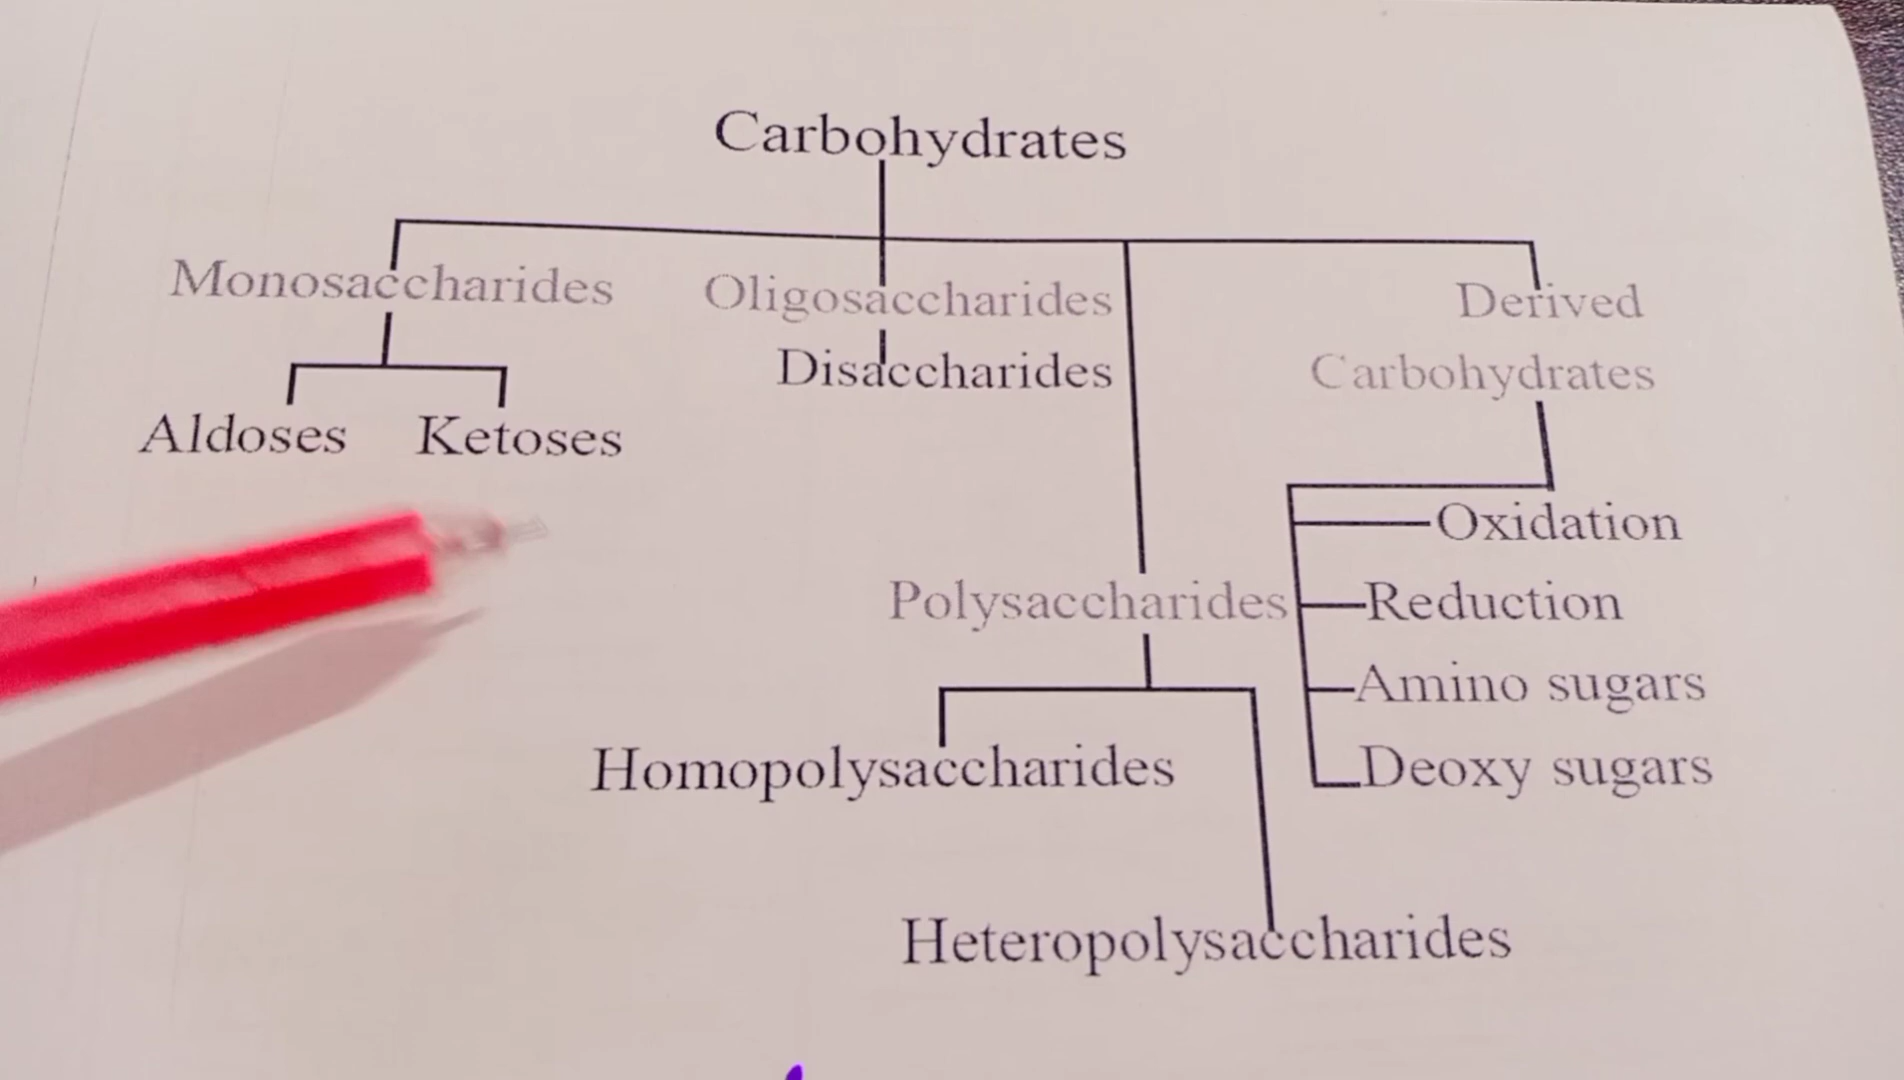 Carbohydrates
Monosaccharides
Aldoses Ketoses
Oligosaccharides
Disaccharides
Polysaccharides
Homopolysaccharides
Heteropolysaccharides
Derived
Carbohydrates
Oxidation
Reduction
Amino sugars
Deoxy sugars